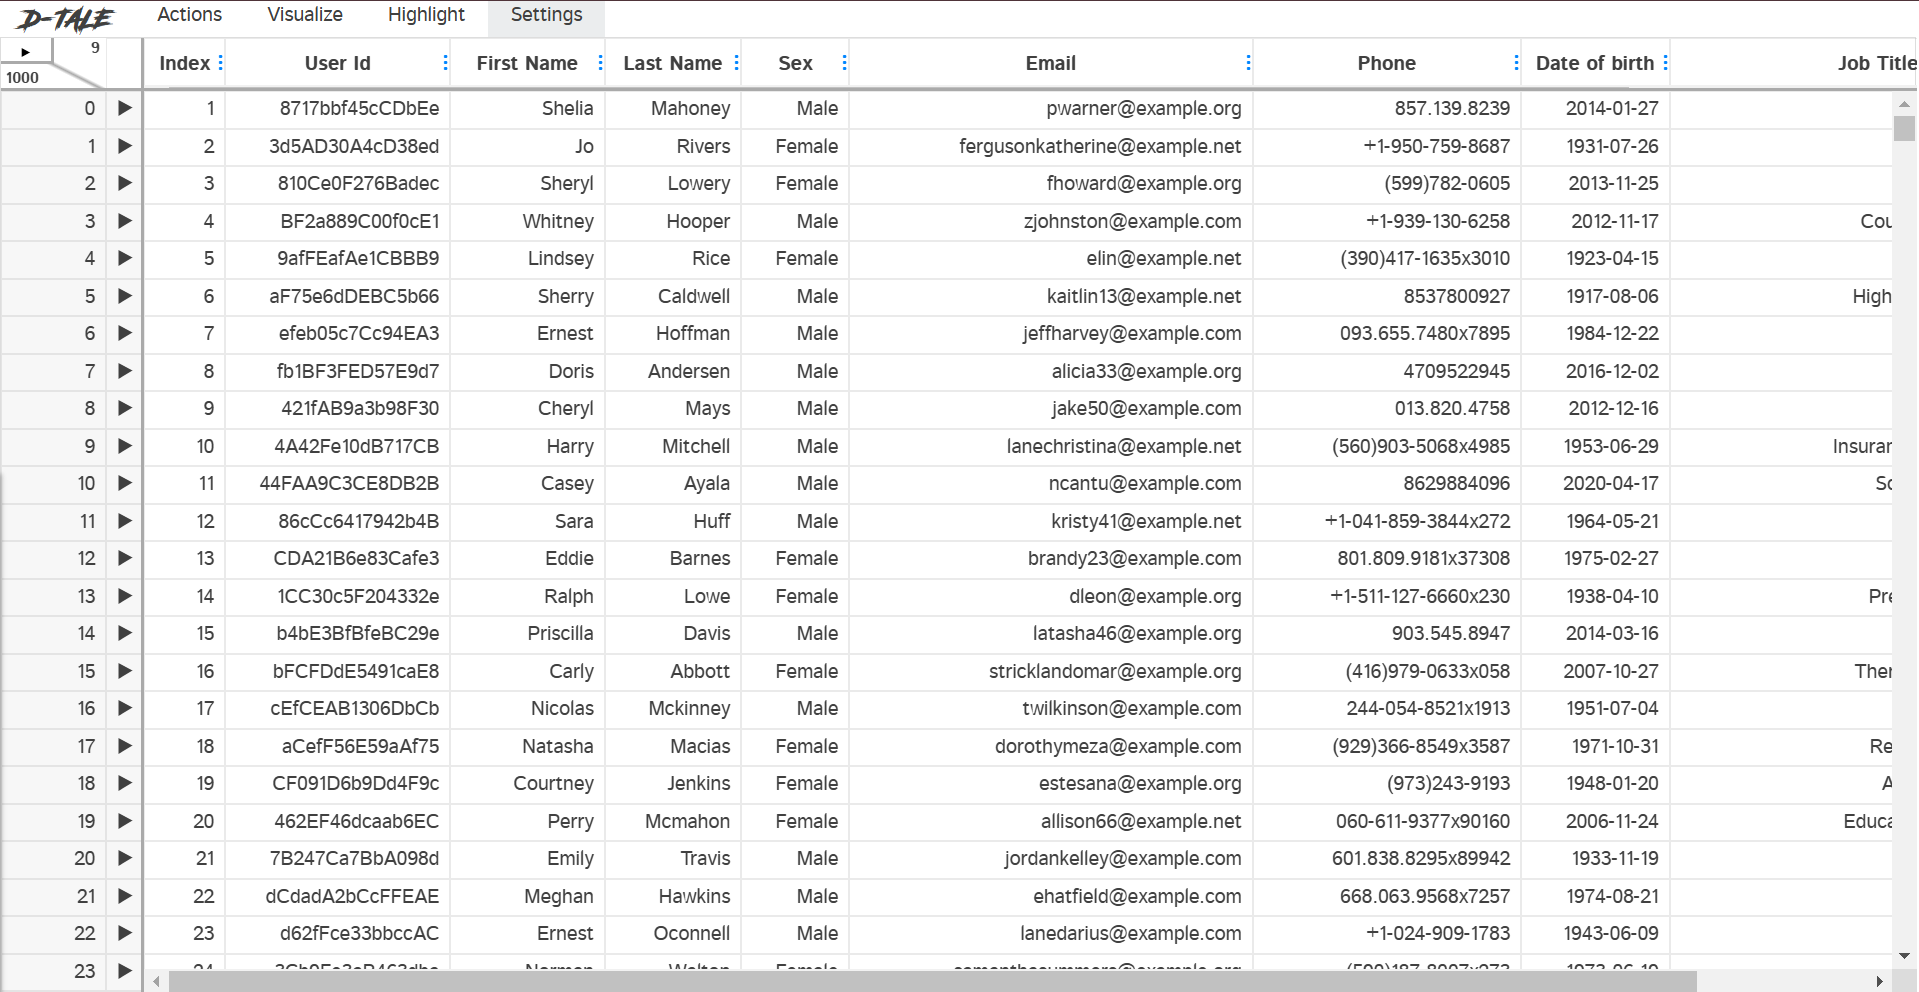 D-TALE Actions Visualize Highlight Settings
9
1000
Index User Id First Name Last Name Sex Email Phone Date of birth Job Title
0 1 8717bbf45cCDbEe Shelia Mahoney Male pwarner@example.org 857.139.8239 2014-01-27
1 2 3d5AD30A4cD38ed Jo Rivers Female fergusonkatherine@example.net +1-950-759-8687 1931-07-26
2 3 810Ce0F276Badec Sheryl Lowery Female fhoward@example.org (599)782-0605 2013-11-25
3 4 BF2a889C00f0cE1 Whitney Hooper Male zjohnston@example.com +1-939-130-6258 2012-11-17 Cou
4 5 9afFEafAe1CBBB9 Lindsey Rice Female elin@example.net (390)417-1635x3010 1923-04-15
5 6 aF75e6dDEBC5b66 Sherry Caldwell Male kaitlin13@example.net 8537800927 1917-08-06 High
6 7 efeb05c7Cc94EA3 Ernest Hoffman Male jeffharvey@example.com 093.655.7480x7895 1984-12-22
7 8 fb1BF3FED57E9d7 Doris Andersen Male alicia33@example.org 4709522945 2016-12-02
8 9 421fAB9a3b98F30 Cheryl Mays Male jake50@example.com 013.820.4758 2012-12-16
9 10 4A42Fe10dB717CB Harry Mitchell Male lanechristina@example.net (560)903-5068x4985 1953-06-29 Insuran
10 11 44FAA9C3CE8DB2B Casey Ayala Male ncantu@example.com 8629884096 2020-04-17 So
11 12 86cCc6417942b4B Sara Huff Male kristy41@example.net +1-041-859-3844x272 1964-05-21
12 13 CDA21B6e83Cafe3 Eddie Barnes Female brandy23@example.com 801.809.9181x37308 1975-02-27
13 14 1CC30c5F204332e Ralph Lowe Female dleon@example.org +1-511-127-6660x230 1938-04-10 Pre
14 15 b4bE3BfBfeBC29e Priscilla Davis Male latasha46@example.org 903.545.8947 2014-03-16
15 16 bFCFDdE5491caE8 Carly Abbott Female stricklandomar@example.org (416)979-0633x058 2007-10-27 Ther
16 17 cEfCEAB1306DbCb Nicolas Mckinney Male twilkinson@example.com 244-054-8521x1913 1951-07-04
17 18 aCefF56E59aAf75 Natasha Macias Female dorothymeza@example.com (929)366-8549x3587 1971-10-31 Re
18 19 CF091D6b9Dd4F9c Courtney Jenkins Female estesana@example.org (973)243-9193 1948-01-20 A
19 20 462EF46dcaab6EC Perry Mcmahon Female allison66@example.net 060-611-9377x90160 2006-11-24 Educa
20 21 7B247Ca7BbA098d Emily Travis Male jordankelley@example.com 601.838.8295x89942 1933-11-19
21 22 dCdadA2bCcFFEAE Meghan Hawkins Male ehatfield@example.com 668.063.9568x7257 1974-08-21
22 23 d62fFce33bbccAC Ernest Oconnell Male lanedarius@example.com +1-024-909-1783 1943-06-09
23